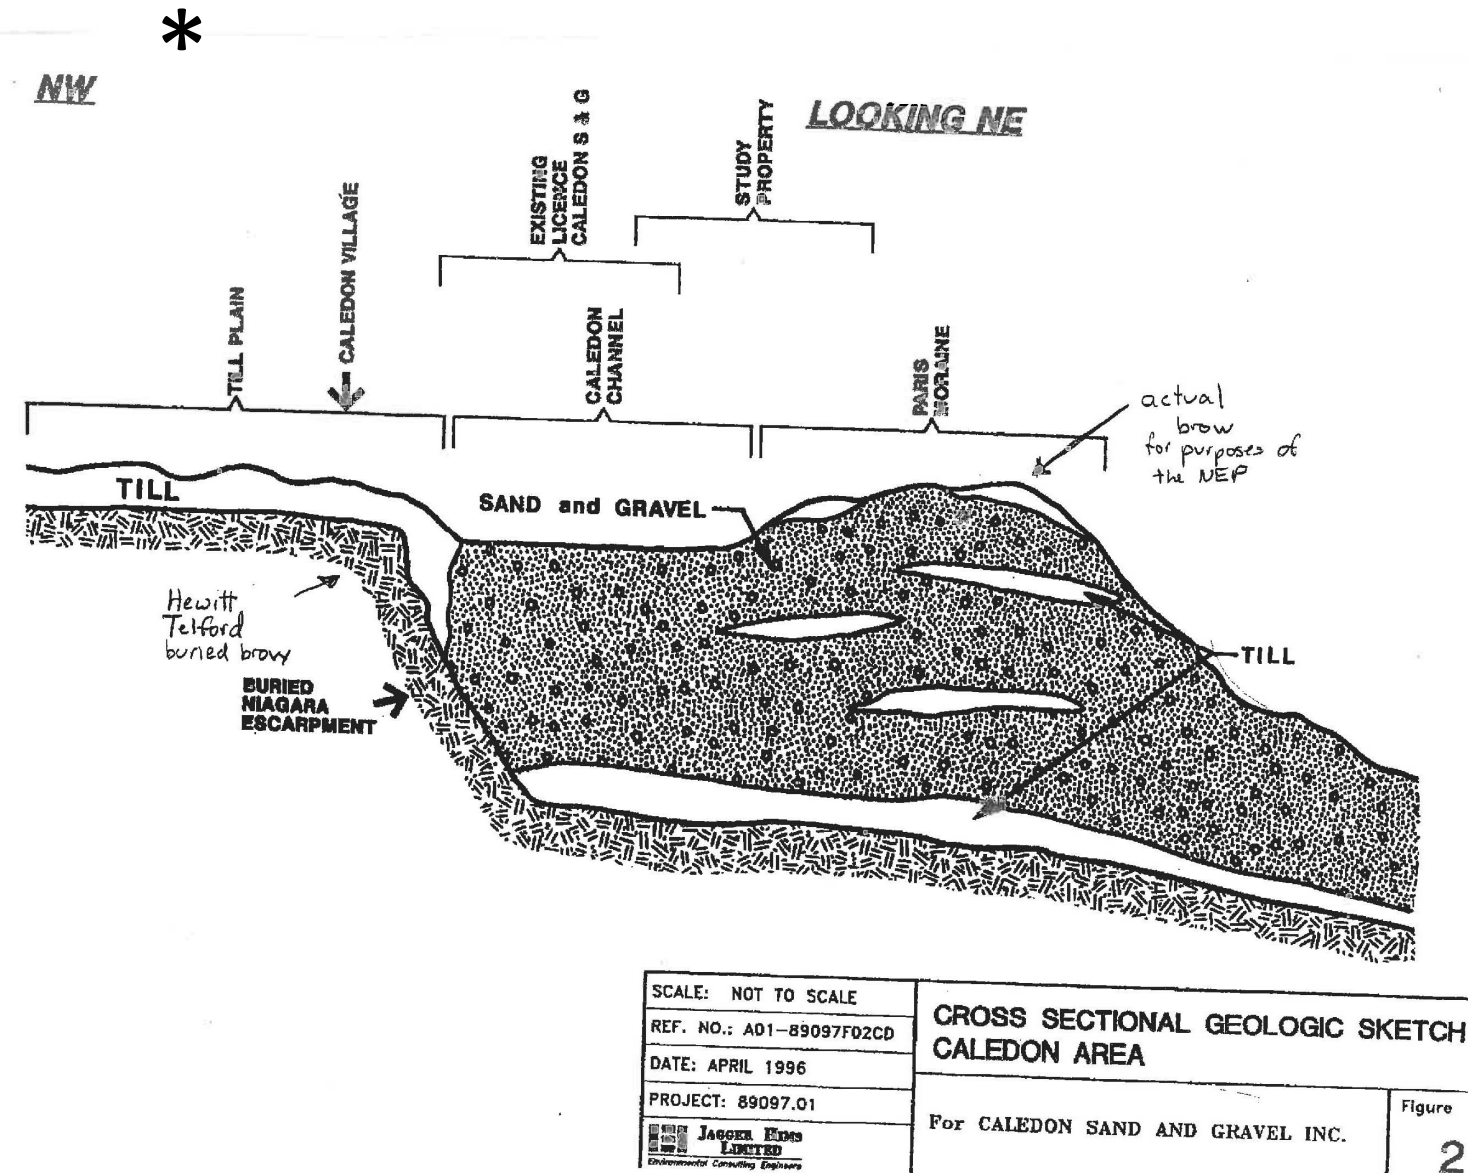 *
NW
LOOKING NE
EXISTING
LICENCE
CALEDON S & G
STUDY
PROPERTY
TILL PLAIN
CALEDON VILLAGE
CALEDON
CHANNEL
PARIS
MORAINE
actual
brow
for purposes of
the NEP
TILL
SAND and GRAVEL
Hewitt
Telford
buried brow
BURIED
NIAGARA
ESCARPMENT
TILL
SCALE: NOT TO SCALE
REF. NO.: A01-89097F02CD
DATE: APRIL 1996
PROJECT: 89097.01
JAGGER HIMS
LIMITED
Environmental Consulting Engineers
CROSS SECTIONAL GEOLOGIC SKETCH
CALEDON AREA
For CALEDON SAND AND GRAVEL INC.
Figure
2